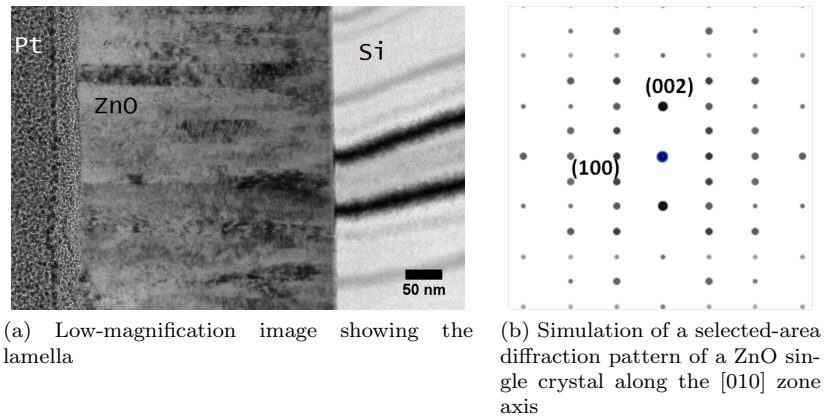 Pt
Si
ZnO
50 nm
(002)
(100)
(a) Low-magnification image showing the
lamella
(b) Simulation of a selected-area
diffraction pattern of a ZnO sin-
gle crystal along the [010] zone
axis